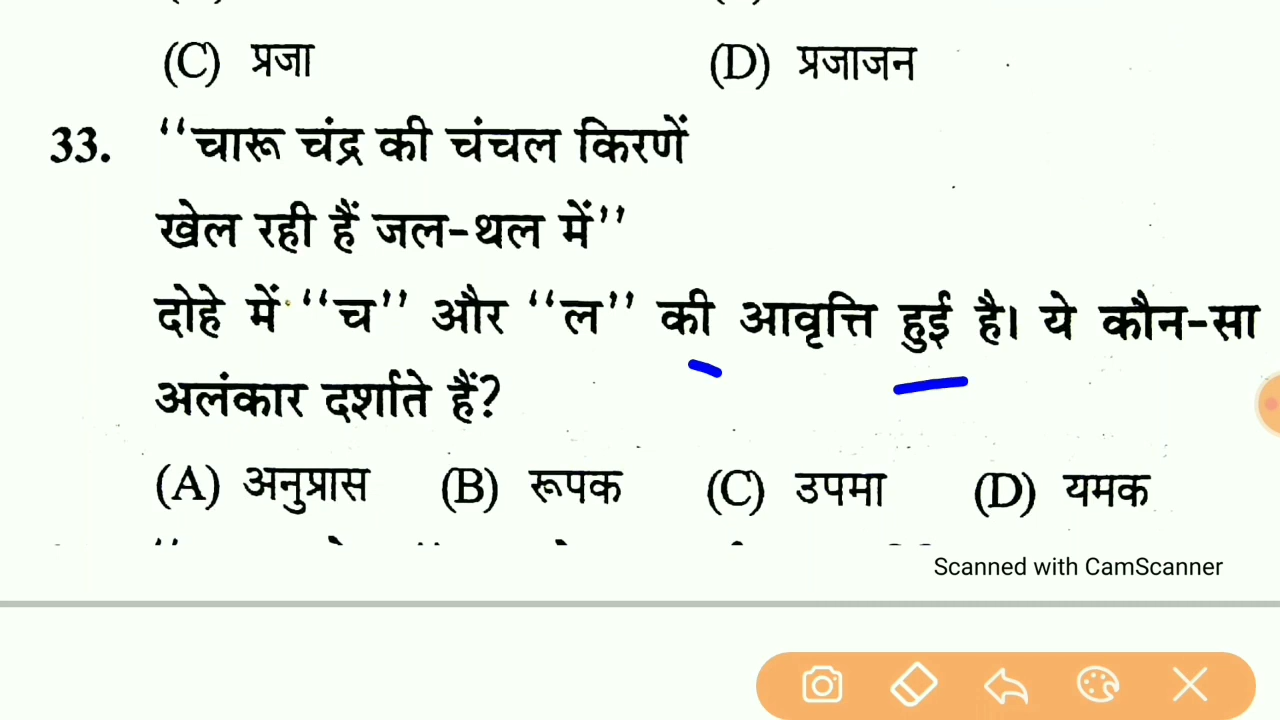 (C) प्रजा (D) प्रजाजन
33. “चारू चंद्र की चंचल किरणें
खेल रही हैं जल-थल में”
दोहे में “च” और “ल” की आवृत्ति हुई है। ये कौन-सा
अलंकार दर्शाते हैं?
(A) अनुप्रास (B) रूपक (C) उपमा (D) यमक
Scanned with CamScanner